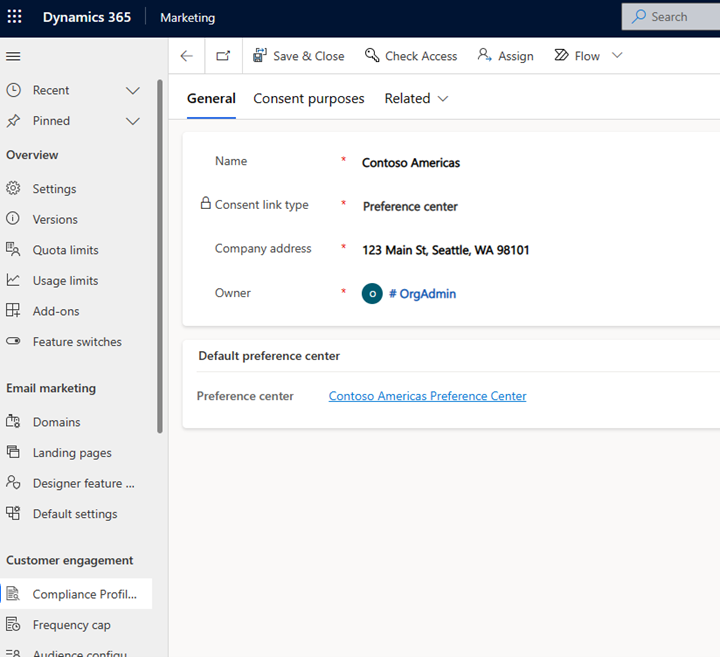 Dynamics 365 Marketing Search
Save & Close Check Access Assign Flow
Recent
Pinned
Overview
Settings
Versions
Quota limits
Usage limits
Add-ons
Feature switches
Email marketing
Domains
Landing pages
Designer feature ...
Default settings
Customer engagement
Compliance Profil...
Frequency cap
Audience configu
General Consent purposes Related
Name * Contoso Americas
Consent link type * Preference center
Company address * 123 Main St, Seattle, WA 98101
Owner * O # OrgAdmin
Default preference center
Preference center Contoso Americas Preference Center